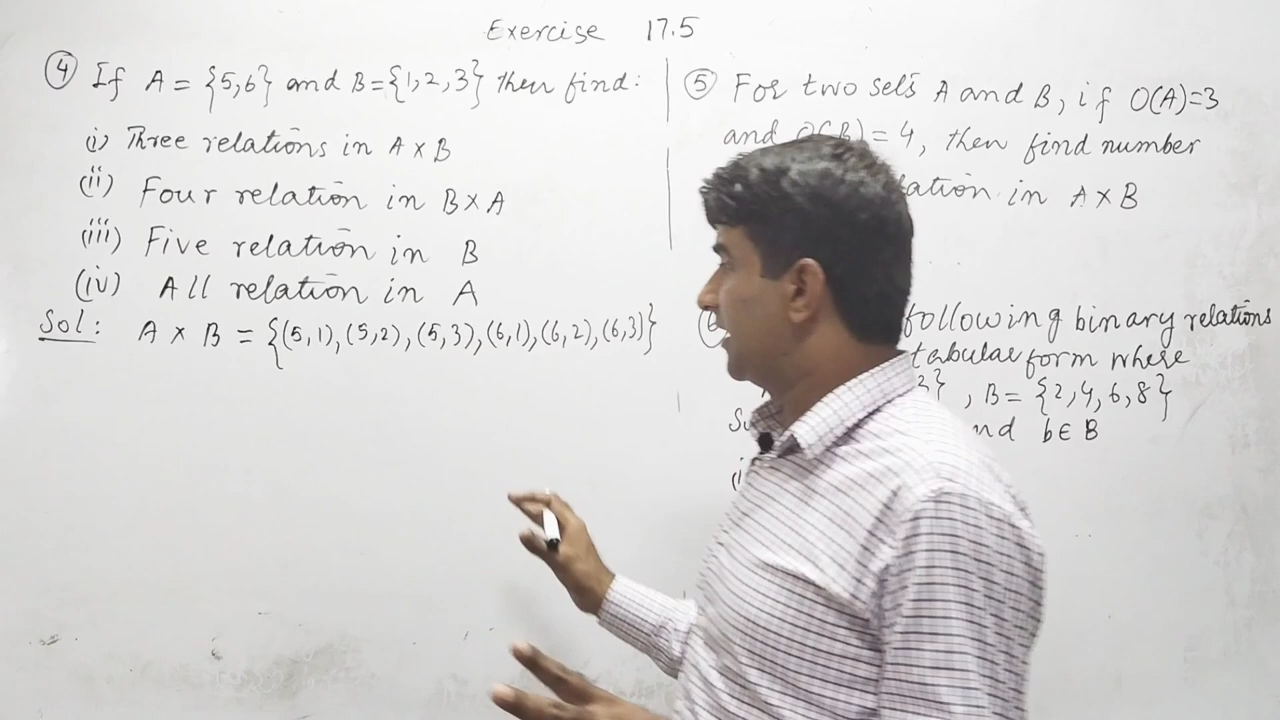 Exercise 17.5
④ If A = {5,6} and B={1,2,3} then find:
(i) Three relations in A x B
(ii) Four relation in B x A
(iii) Five relation in B
(iv) All relation in A
Sol: A x B = {(5,1),(5,2),(5,3),(6,1),(6,2),(6,3)}
⑤ For two sets A and B, if O(A)=3
and O(B) = 4, then find number
in A x B
following binary relations
tabular form where
3} , B= {2,4,6,8}
b∈B